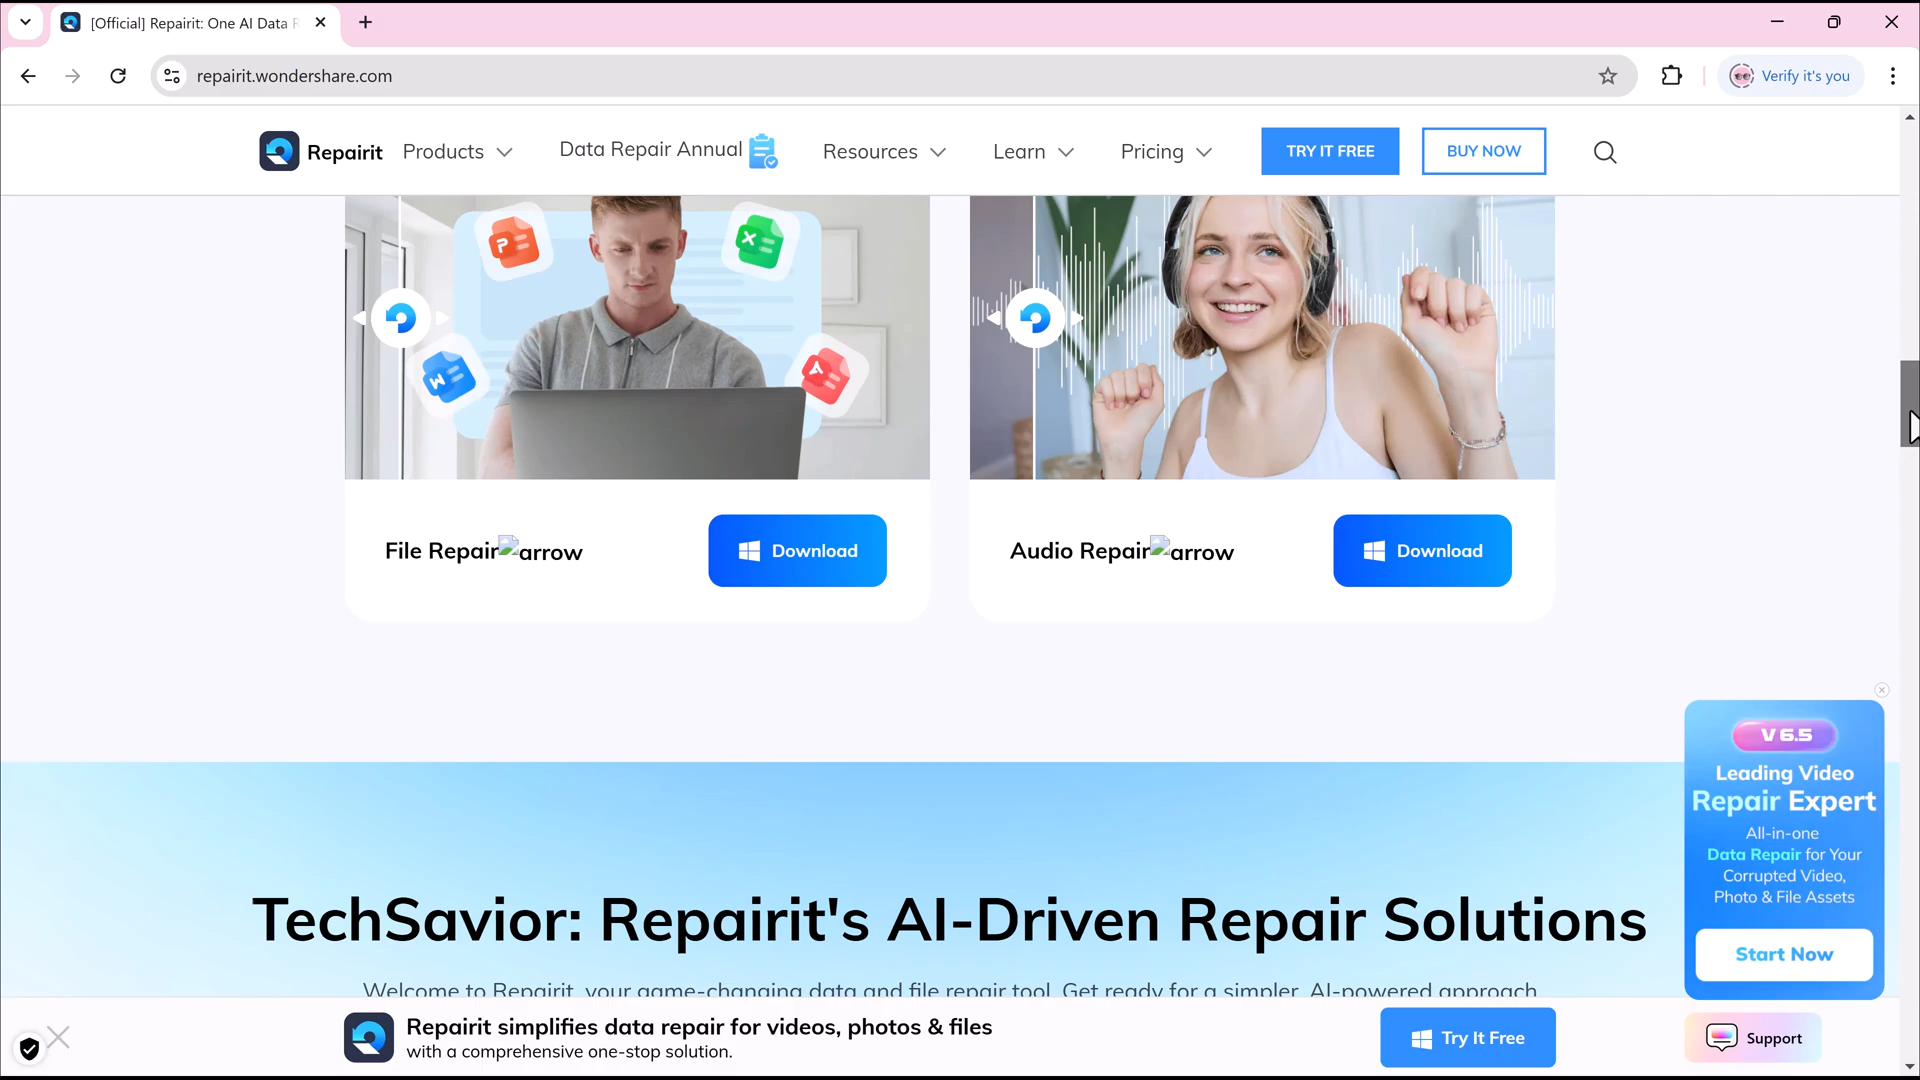 [Official] Repairit: One AI Data R
repairit.wondershare.com
Verify it's you
Repairit
Products
Data Repair Annual
Resources
Learn
Pricing
TRY IT FREE
BUY NOW
P
X
W
File Repair arrow
Download
Audio Repair arrow
Download
V 6.5
Leading Video
Repair Expert
All-in-one
Data Repair for Your
Corrupted Video,
Photo & File Assets
Start Now
TechSavior: Repairit's AI-Driven Repair Solutions
Welcome to Repairit, your game-changing data and file repair tool. Get ready for a simpler, AI-powered approach
Repairit simplifies data repair for videos, photos & files
with a comprehensive one-stop solution.
Try It Free
Support